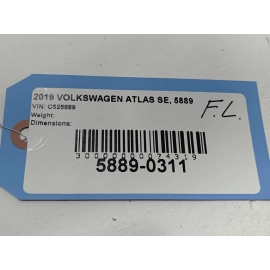 2019 VOLKSWAGEN ATLAS SE, 5889
VIN: C525869
Weight:
Dimensions:
F.L.
3000000074319
5889-0311